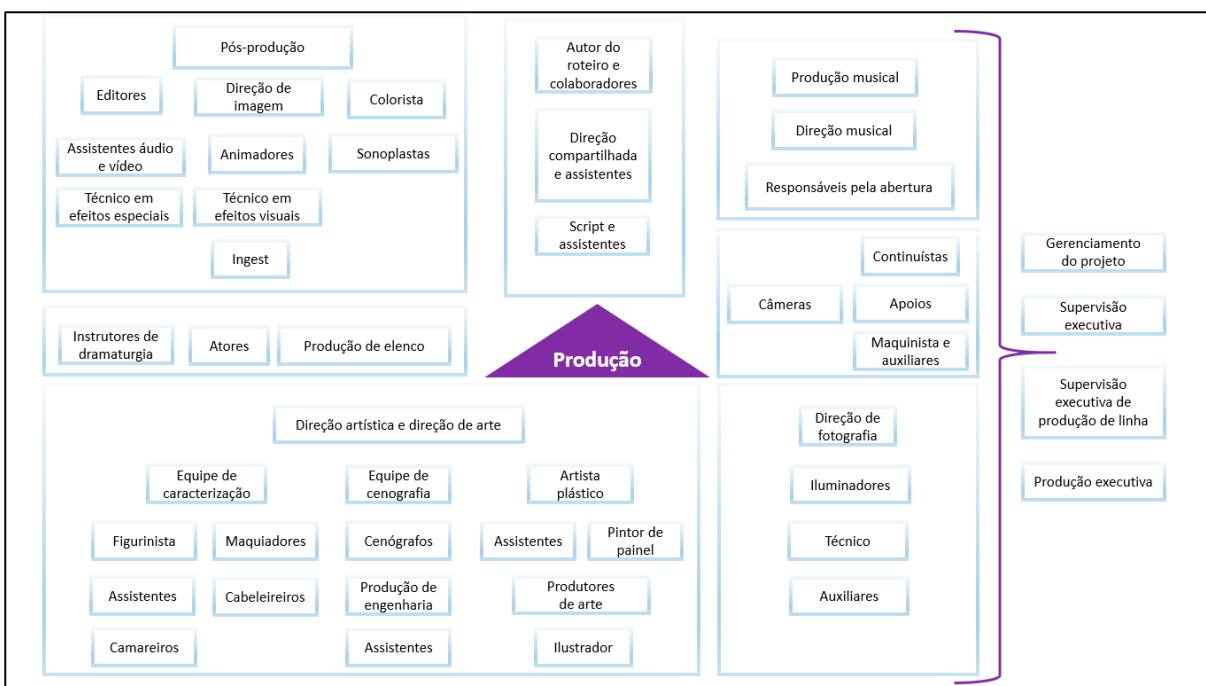 Pós-produção
Editores
Direção de
imagem
Colorista
Assistentes áudio
e vídeo
Animadores
Sonoplastas
Técnico em
efeitos especiais
Técnico em
efeitos visuais
Ingest
Autor do
roteiro e
colaboradores
Direção
compartilhada
e assistentes
Script e
assistentes
Produção musical
Direção musical
Responsáveis pela abertura
Continuístas
Câmeras
Apoios
Maquinista e
auxiliares
Instrutores de
dramaturgia
Atores
Produção de elenco
Produção
Direção artística e direção de arte
Equipe de
caracterização
Equipe de
cenografia
Artista
plástico
Figurinista
Maquiadores
Cenógrafos
Assistentes
Pintor de
painel
Assistentes
Cabeleireiros
Produção de
engenharia
Produtores
de arte
Camareiros
Assistentes
Ilustrador
Direção de
fotografia
Iluminadores
Técnico
Auxiliares
Gerenciamento
do projeto
Supervisão
executiva
Supervisão
executiva de
produção de linha
Produção executiva